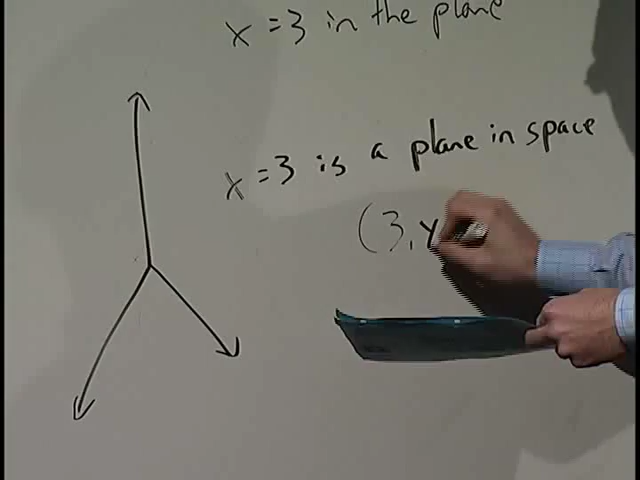 x = 3 in the plane
x = 3 is a plane in space
(3, y